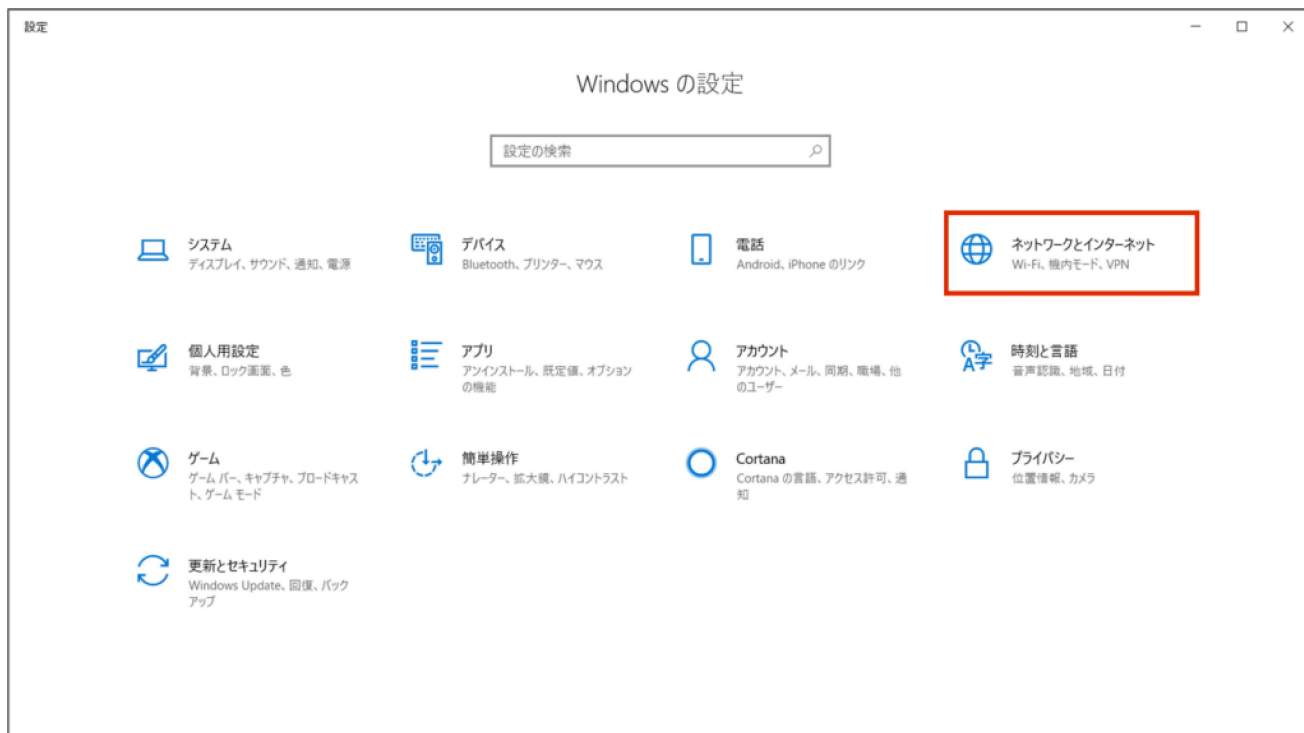 設定
Windows の設定
設定の検索
システム
ディスプレイ、サウンド、通知、電源
デバイス
Bluetooth、プリンター、マウス
電話
Android、iPhone のリンク
ネットワークとインターネット
Wi-Fi、機内モード、VPN
個人用設定
背景、ロック画面、色
アプリ
アンインストール、既定値、オプション
の機能
アカウント
アカウント、メール、同期、職場、他
のユーザー
時刻と言語
音声認識、地域、日付
ゲーム
ゲーム バー、キャプチャ、ブロードキャス
ト、ゲーム モード
簡単操作
ナレーター、拡大鏡、ハイコントラスト
Cortana
Cortana の言語、アクセス許可、通
知
プライバシー
位置情報、カメラ
更新とセキュリティ
Windows Update、回復、バック
アップ